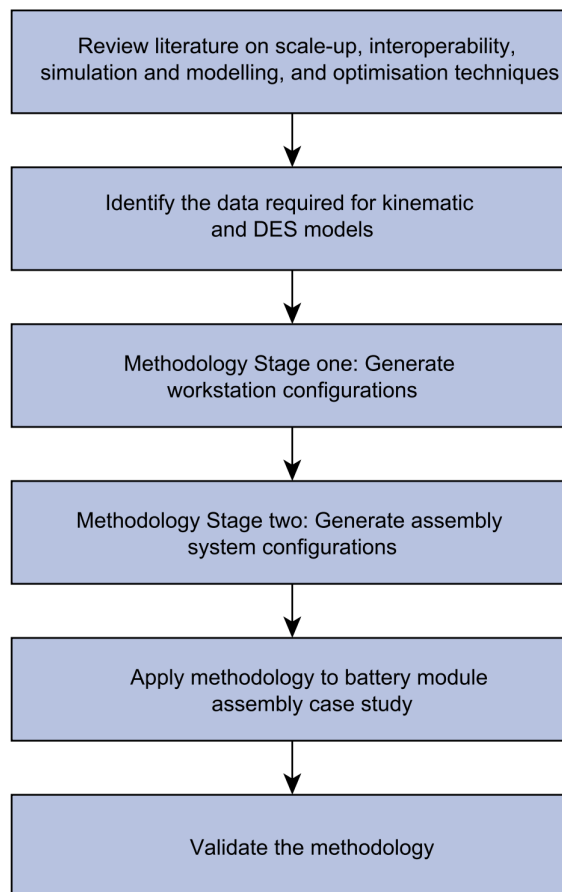 Review literature on scale-up, interoperability,
simulation and modelling, and optimisation techniques
Identify the data required for kinematic
and DES models
Methodology Stage one: Generate
workstation configurations
Methodology Stage two: Generate assembly
system configurations
Apply methodology to battery module
assembly case study
Validate the methodology